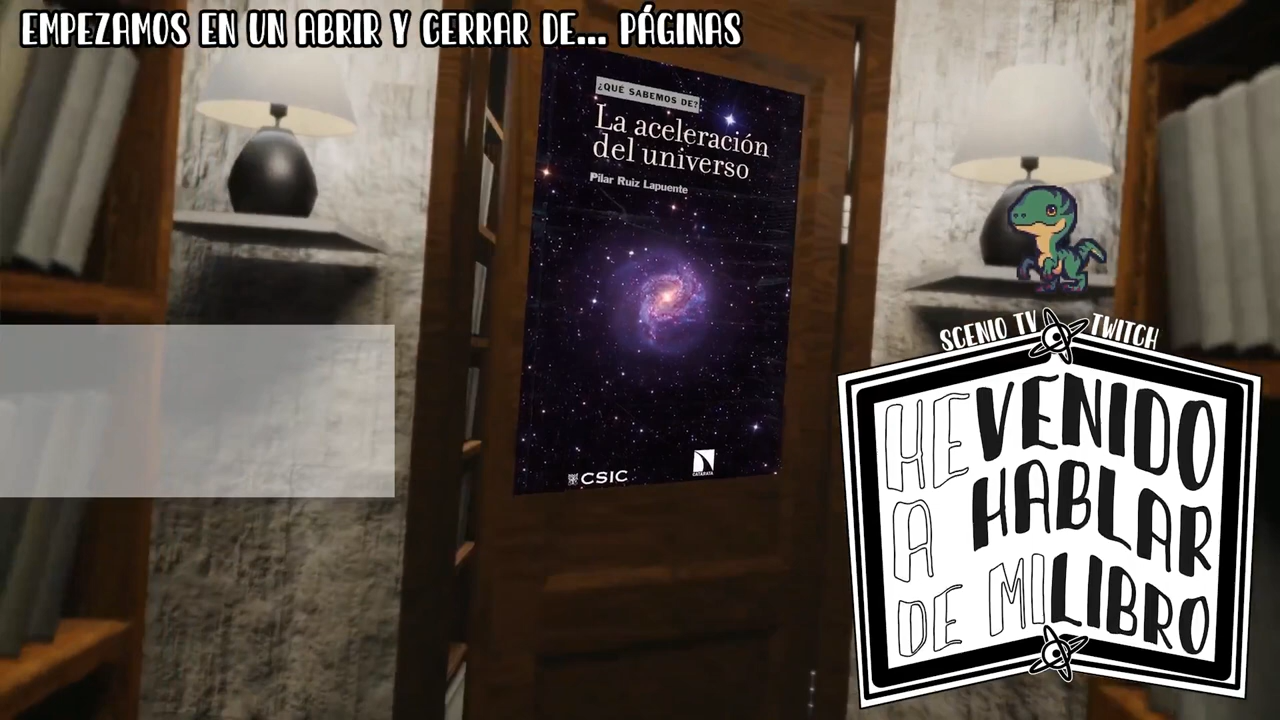 EMPEZAMOS EN UN ABRIR Y CERRAR DE... PÁGINAS
¿QUÉ SABEMOS DE?
La aceleración
del universo
Pilar Ruiz Lapuente
CSIC
CATARATA
SCENIO TV TWITCH
HE VENIDO
A HABLAR
DE MI LIBRO